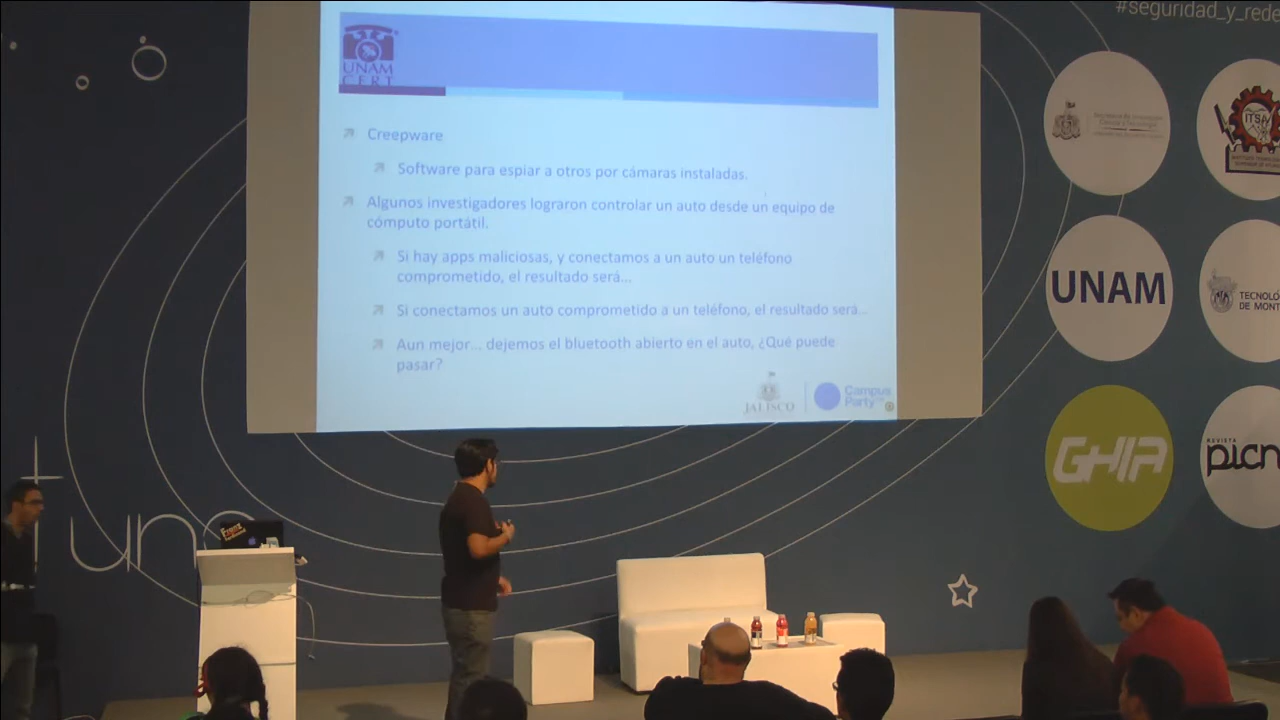 #seguridad_y_rede
UNAM
CERT
Creepware
Software para espiar a otros por cámaras instaladas.
Algunos investigadores lograron controlar un auto desde un equipo de
cómputo portátil.
Si hay apps maliciosas, y conectamos a un auto un teléfono
comprometido, el resultado será...
Si conectamos un auto comprometido a un teléfono, el resultado será...
Aun mejor... dejemos el bluetooth abierto en el auto, ¿Qué puede
pasar?
JALISCO
Campus
Party
ITSA
UNAM
TECNOLÓ
DE MONT
GHIA
REVISTA
picn
un